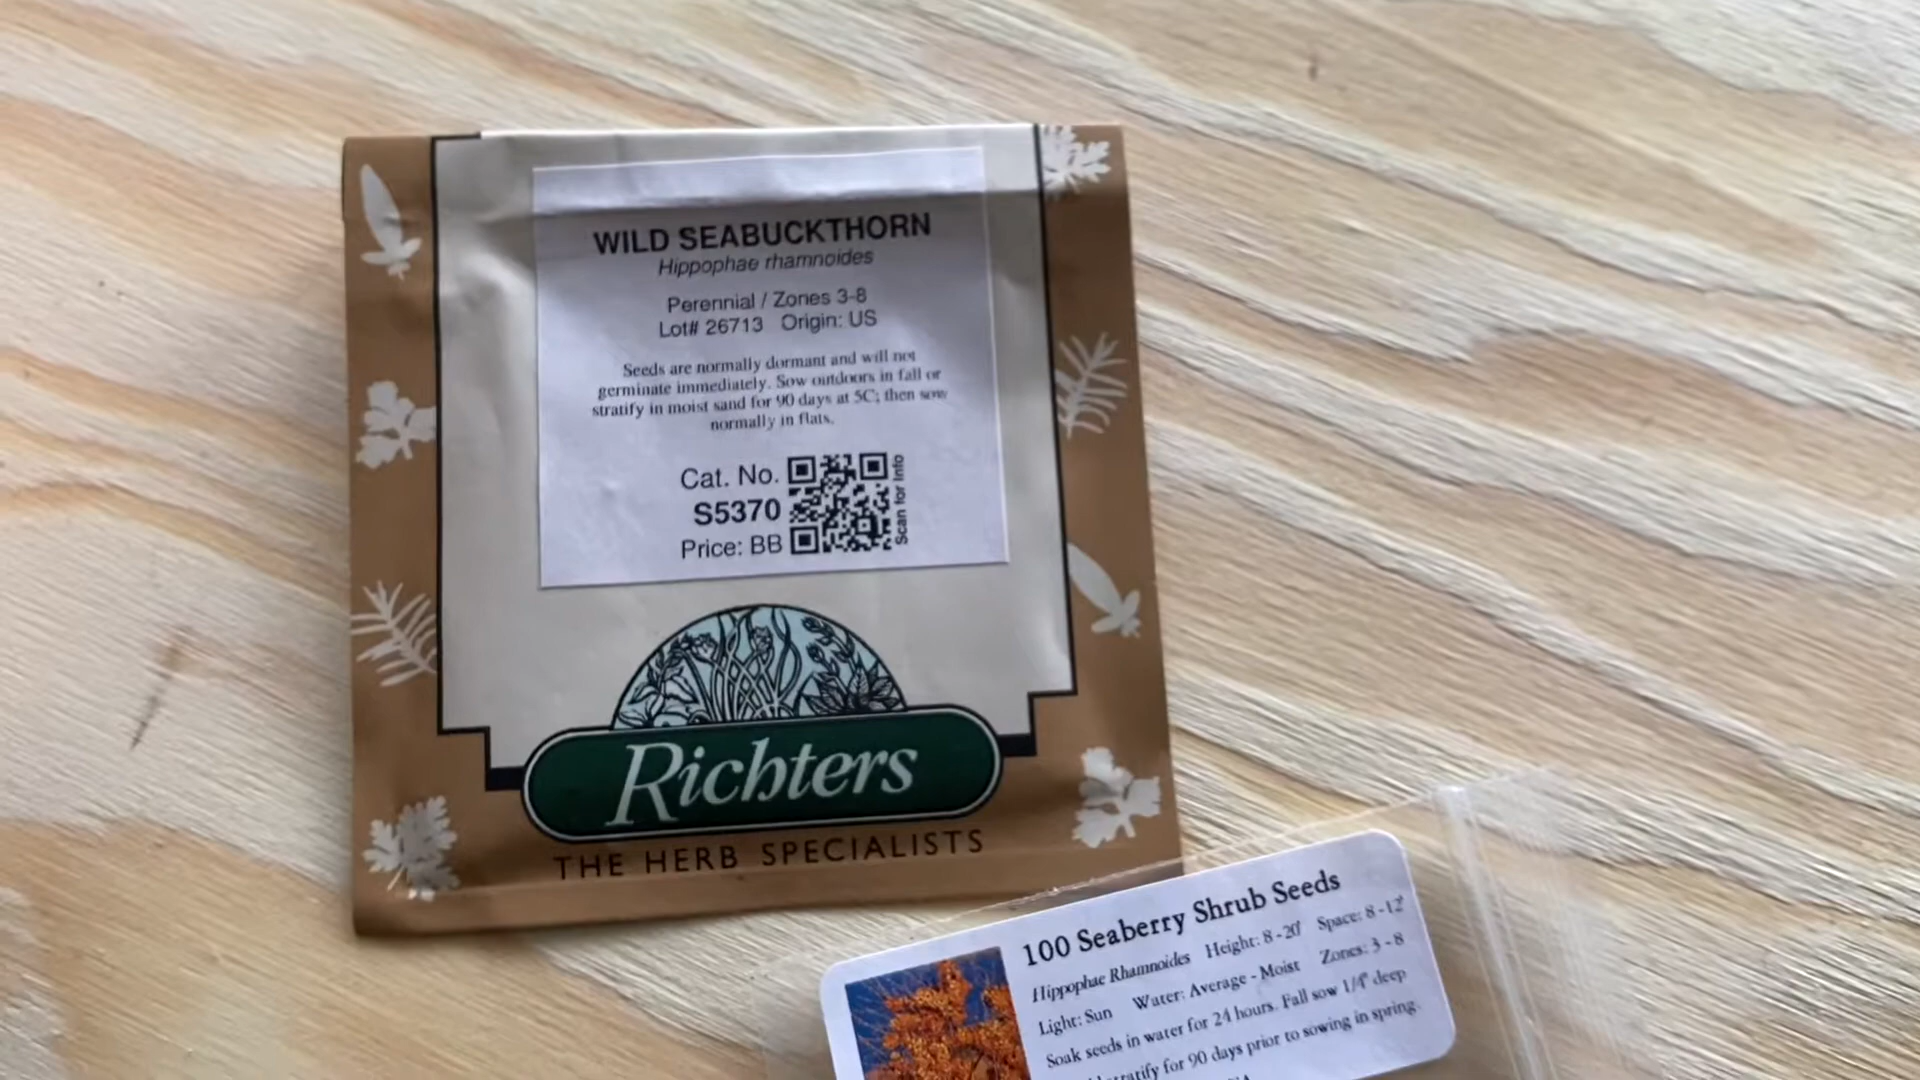 WILD SEABUCKTHORN
Hippophae rhamnoides
Perennial / Zones 3-8
Lot# 26713 Origin: US
Seeds are normally dormant and will not
germinate immediately. Sow outdoors in fall or
stratify in moist sand for 90 days at 5C; then sow
normally in flats.
Cat. No.
S5370
Price: BB
Scan for Info
Richters
THE HERB SPECIALISTS
100 Seaberry Shrub Seeds
Hippophae Rhamnoides Height: 8-20' Space: 8-12'
Light: Sun Water: Average - Moist Zones: 3-8
Soak seeds in water for 24 hours. Fall sow 1/4" deep
for 90 days prior to sowing in spring.